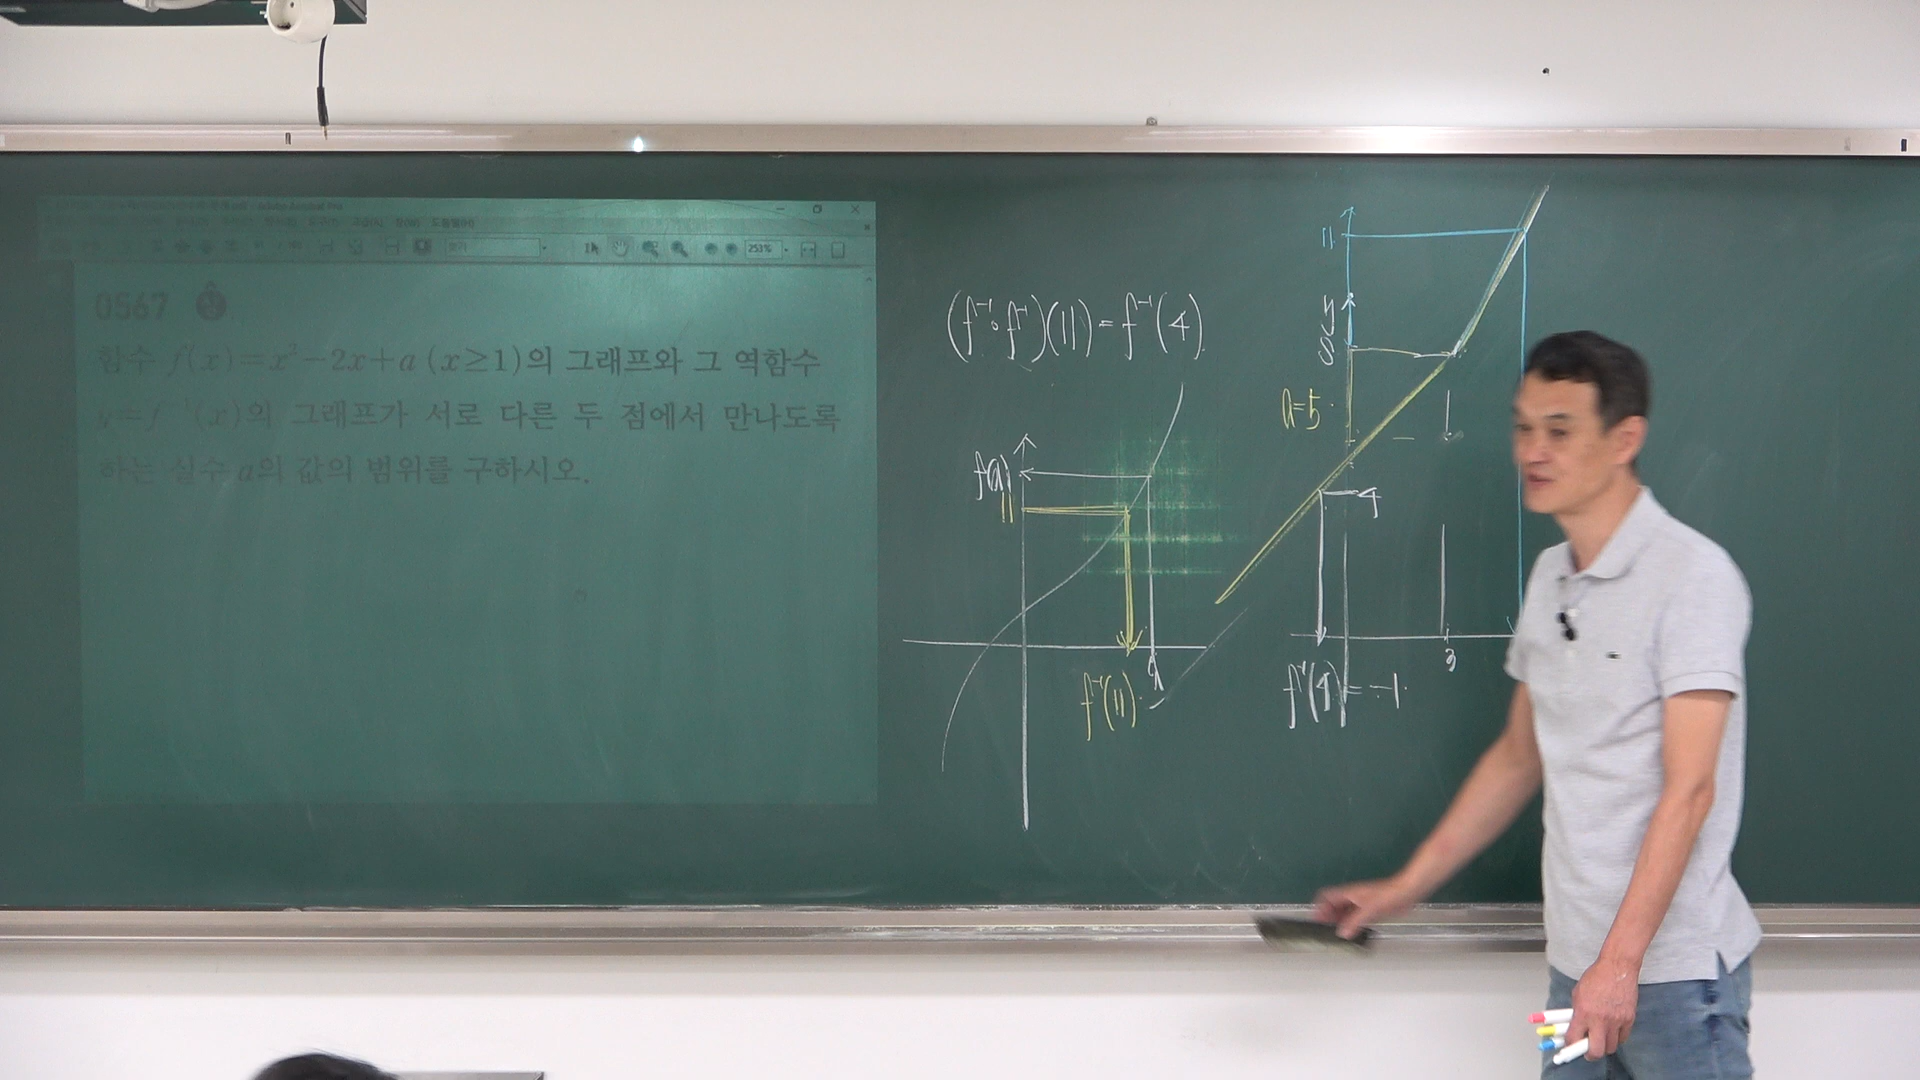 253%
0567
함수 f(x)=x²-2x+a (x≥1)의 그래프와 그 역함수
y=f⁻¹(x)의 그래프가 서로 다른 두 점에서 만나도록
하는 실수 a의 값의 범위를 구하시오.
(f⁻¹∘f⁻¹)(11)=f⁻¹(4)
f(a)
11
f⁻¹(11)
a
11
a=5
4
3
f⁻¹(4)=-1